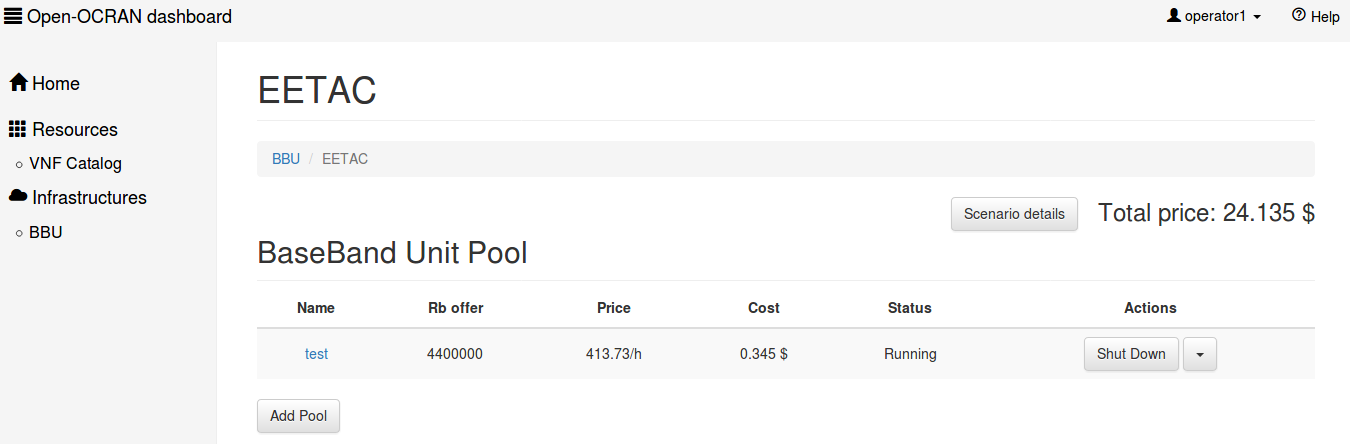 Open-OCRAN dashboard
operator1
Help
Home
Resources
VNF Catalog
Infrastructures
BBU
EETAC
BBU / EETAC
Scenario details
Total price: 24.135 $
BaseBand Unit Pool
Name Rb offer Price Cost Status Actions
test 4400000 413.73/h 0.345 $ Running Shut Down
Add Pool